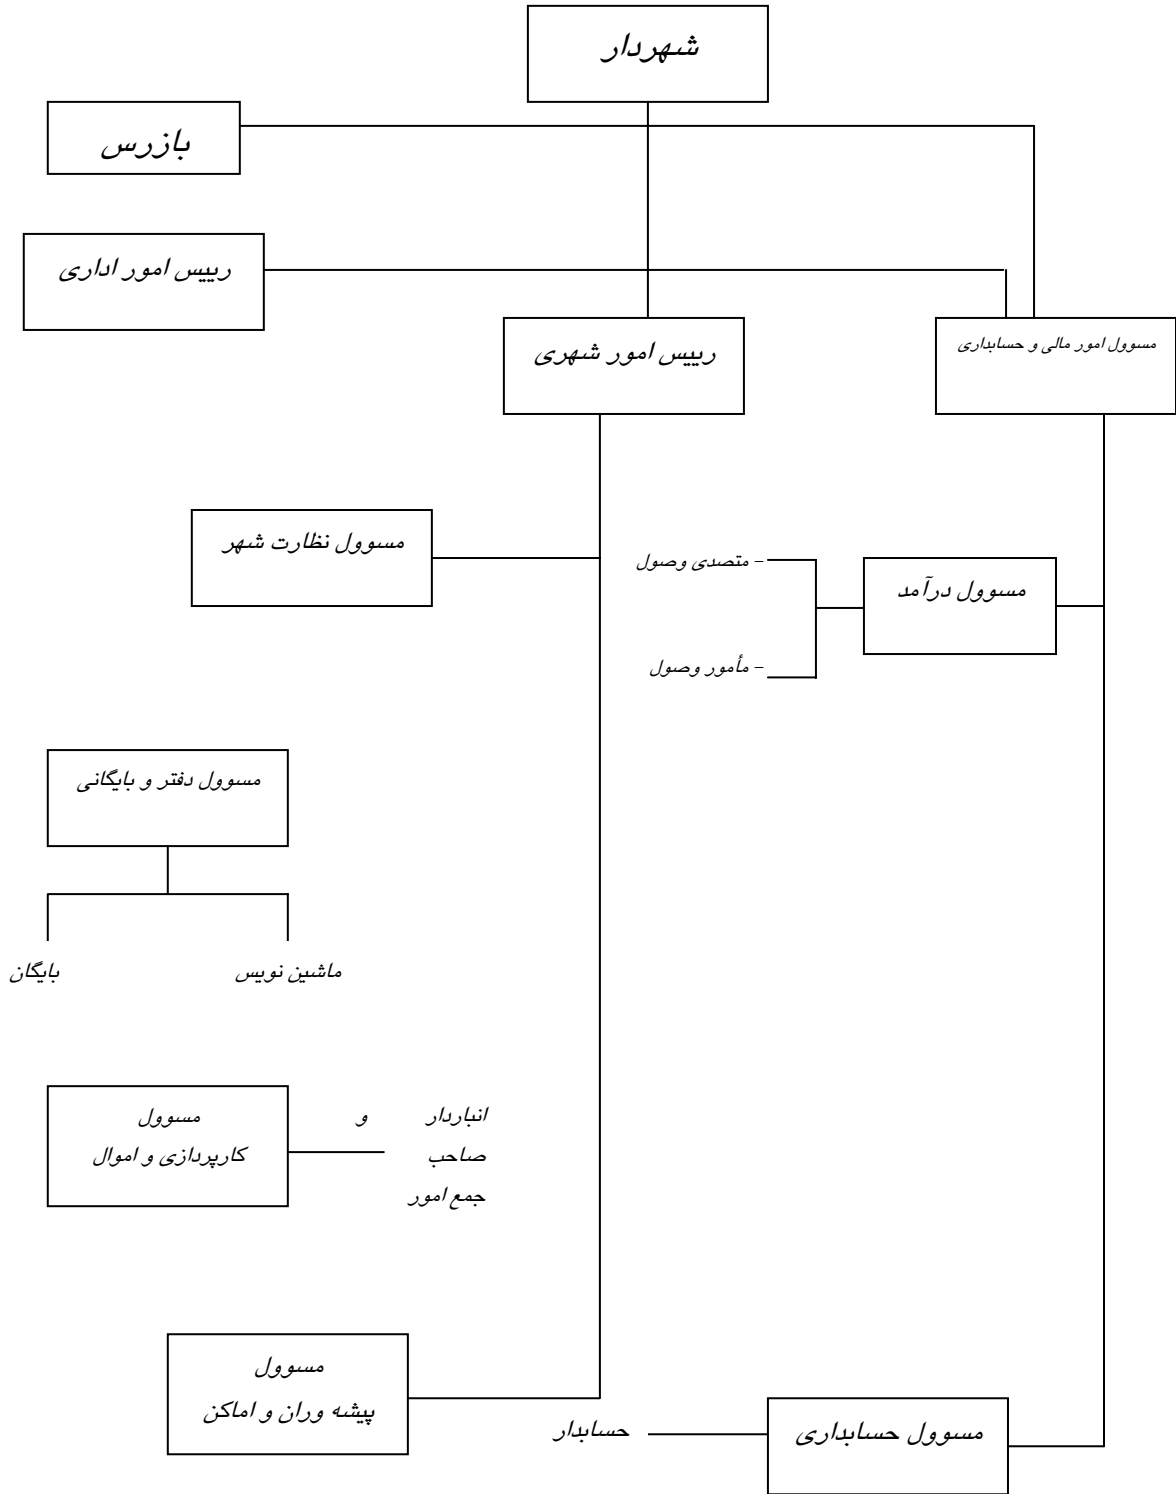 شهردار
بازرس
رییس امور اداری
رییس امور شهری
مسوول امور مالی و حسابداری
مسوول نظارت شهر
- متصدی وصول
مسوول درآمد
- مأمور وصول
مسوول دفتر و بایگانی
ماشین نویس
بایگان
مسوول
کارپردازی و اموال
انباردار و
صاحب
جمع امور
مسوول
پیشه وران و اماکن
مسوول حسابداری
حسابدار